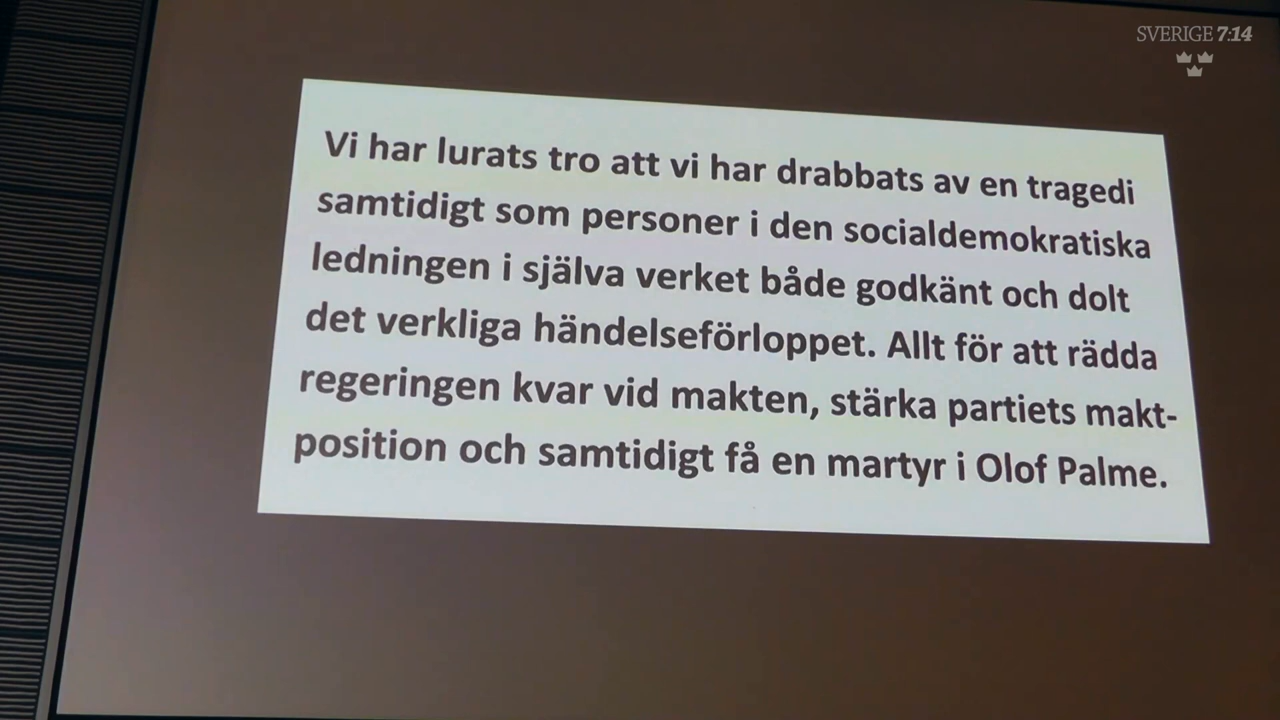 SVERIGE 7:14
Vi har lurats tro att vi har drabbats av en tragedi
samtidigt som personer i den socialdemokratiska
ledningen i själva verket både godkänt och dolt
det verkliga händelseförloppet. Allt för att rädda
regeringen kvar vid makten, stärka partiets makt-
position och samtidigt få en martyr i Olof Palme.